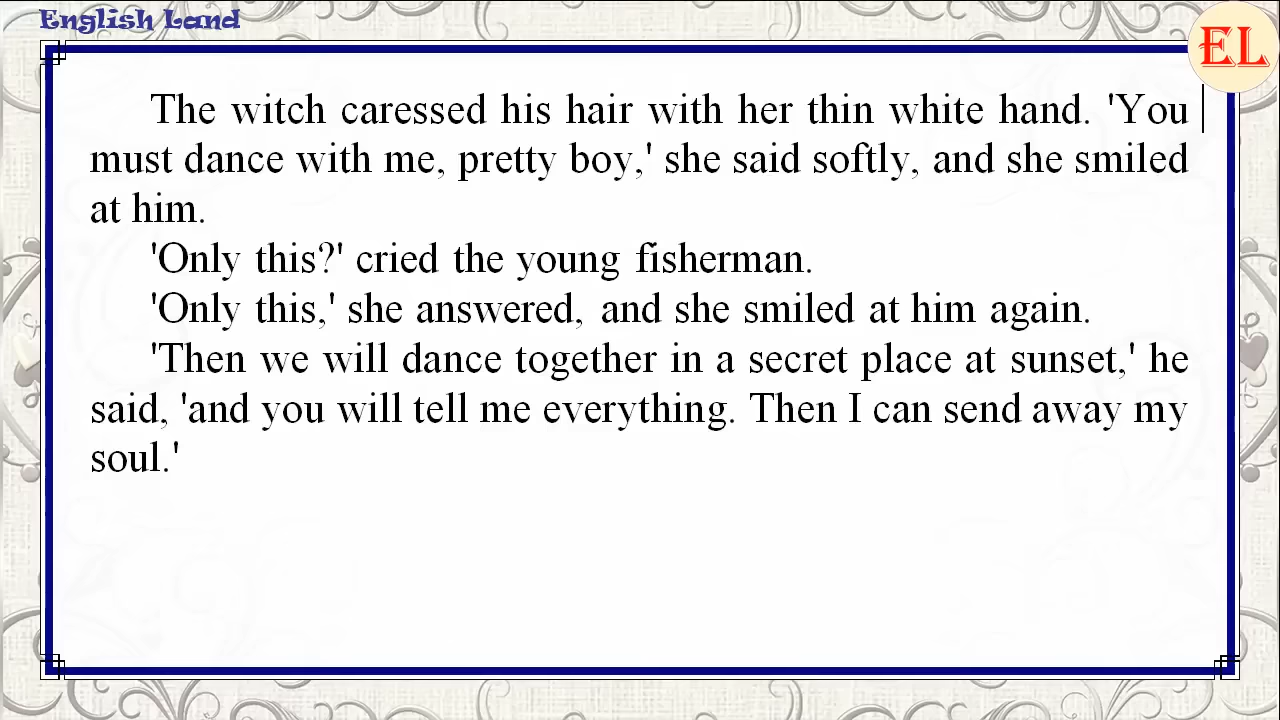 English Land
EL
The witch caressed his hair with her thin white hand. 'You
must dance with me, pretty boy,' she said softly, and she smiled
at him.
'Only this?' cried the young fisherman.
'Only this,' she answered, and she smiled at him again.
'Then we will dance together in a secret place at sunset,' he
said, 'and you will tell me everything. Then I can send away my
soul.'